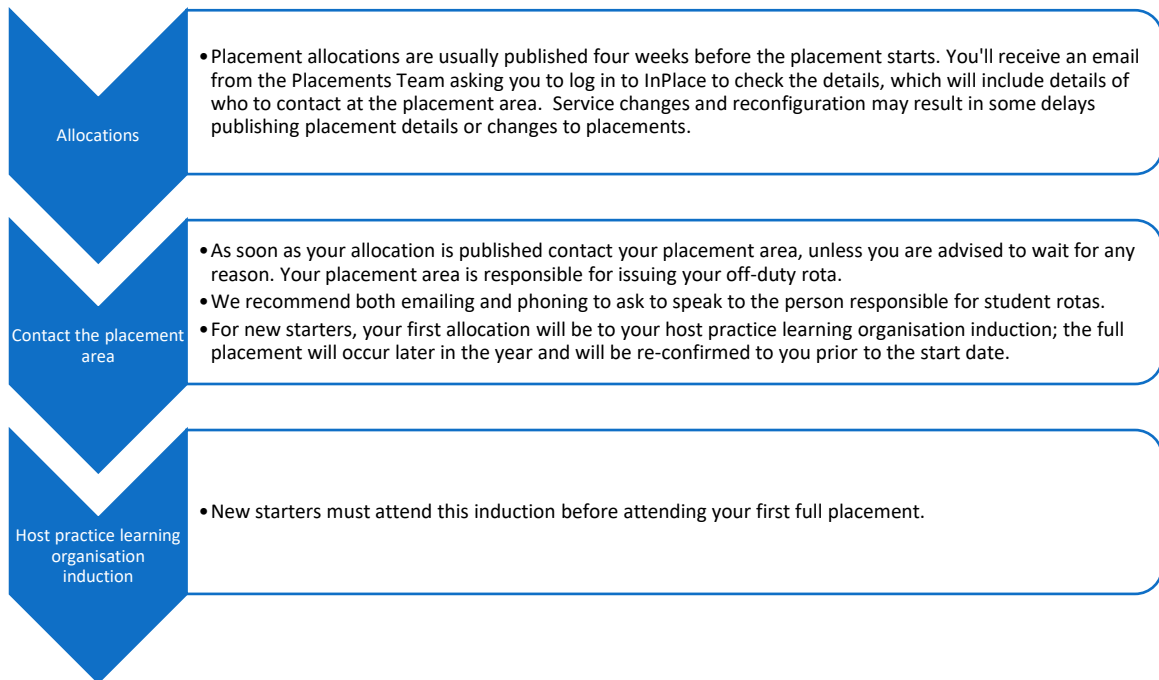 Allocations
•Placement allocations are usually published four weeks before the placement starts. You'll receive an email
from the Placements Team asking you to log in to InPlace to check the details, which will include details of
who to contact at the placement area.  Service changes and reconfiguration may result in some delays
publishing placement details or changes to placements.
Contact the placement
area
•As soon as your allocation is published contact your placement area, unless you are advised to wait for any
reason. Your placement area is responsible for issuing your off-duty rota.
•We recommend both emailing and phoning to ask to speak to the person responsible for student rotas.
•For new starters, your first allocation will be to your host practice learning organisation induction; the full
placement will occur later in the year and will be re-confirmed to you prior to the start date.
Host practice learning
organisation
induction
•New starters must attend this induction before attending your first full placement.